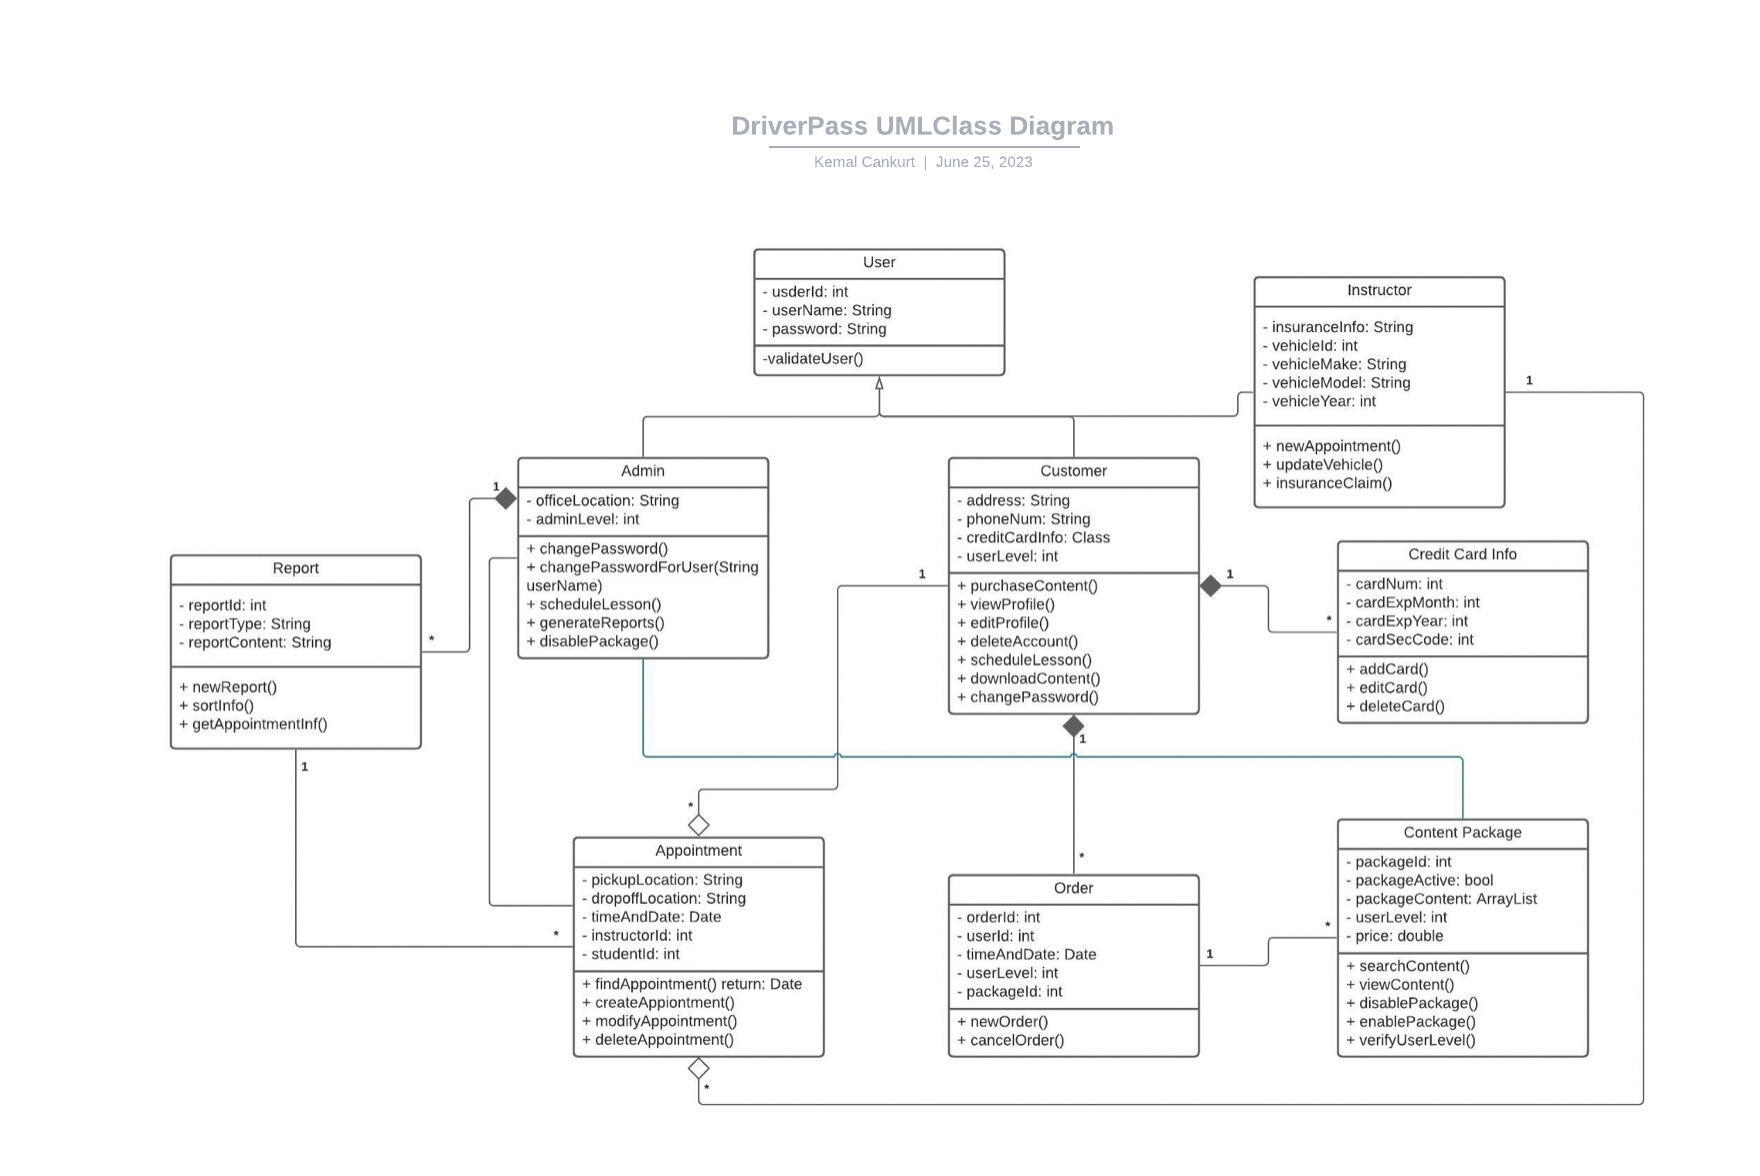 DriverPass UMLClass Diagram
Kemal Cankurt | June 25, 2023
User
- usderId: int
- userName: String
- password: String
-validateUser()
Instructor
- insuranceInfo: String
- vehicleId: int
- vehicleMake: String
- vehicleModel: String
- vehicleYear: int
+ newAppointment()
+ updateVehicle()
+ insuranceClaim()
1
Admin
- officeLocation: String
- adminLevel: int
+ changePassword()
+ changePasswordForUser(String
userName)
+ scheduleLesson()
+ generateReports()
+ disablePackage()
1
Customer
- address: String
- phoneNum: String
- creditCardInfo: Class
- userLevel: int
+ purchaseContent()
+ viewProfile()
+ editProfile()
+ deleteAccount()
+ scheduleLesson()
+ downloadContent()
+ changePassword()
1
1
1
Credit Card Info
- cardNum: int
- cardExpMonth: int
- cardExpYear: int
- cardSecCode: int
+ addCard()
+ editCard()
+ deleteCard()
*
Report
- reportId: int
- reportType: String
- reportContent: String
+ newReport()
+ sortInfo()
+ getAppointmentInf()
*
1
Appointment
- pickupLocation: String
- dropoffLocation: String
- timeAndDate: Date
- instructorId: int
- studentId: int
+ findAppointment() return: Date
+ createAppiontment()
+ modifyAppointment()
+ deleteAppointment()
*
*
*
Order
- orderId: int
- userId: int
- timeAndDate: Date
- userLevel: int
- packageId: int
+ newOrder()
+ cancelOrder()
*
1
Content Package
- packageId: int
- packageActive: bool
- packageContent: ArrayList
- userLevel: int
- price: double
+ searchContent()
+ viewContent()
+ disablePackage()
+ enablePackage()
+ verifyUserLevel()
*